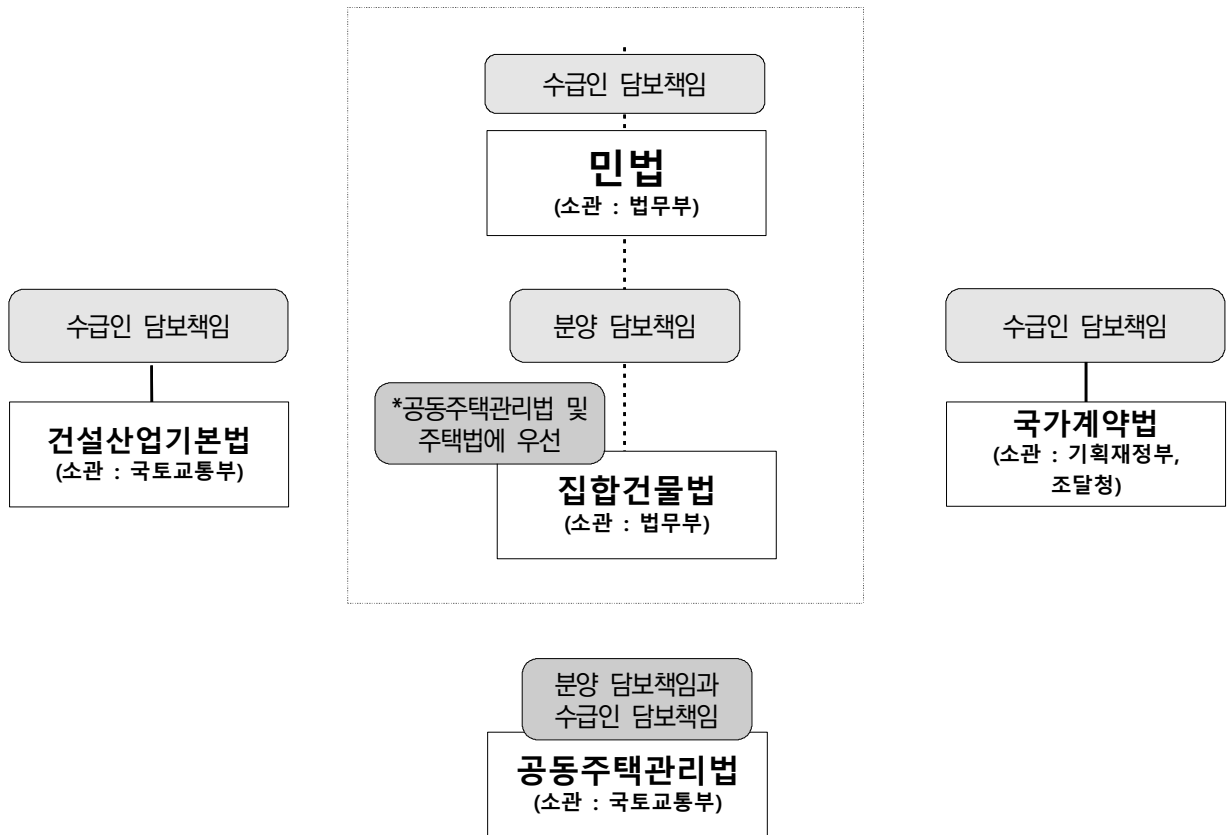 수급인 담보책임
민법
(소관 : 법무부)
수급인 담보책임
분양 담보책임
수급인 담보책임
*공동주택관리법 및
주택법에 우선
건설산업기본법
(소관 : 국토교통부)
국가계약법
(소관 : 기획재정부,
조달청)
집합건물법
(소관 : 법무부)
분양 담보책임과
수급인 담보책임
공동주택관리법
(소관 : 국토교통부)